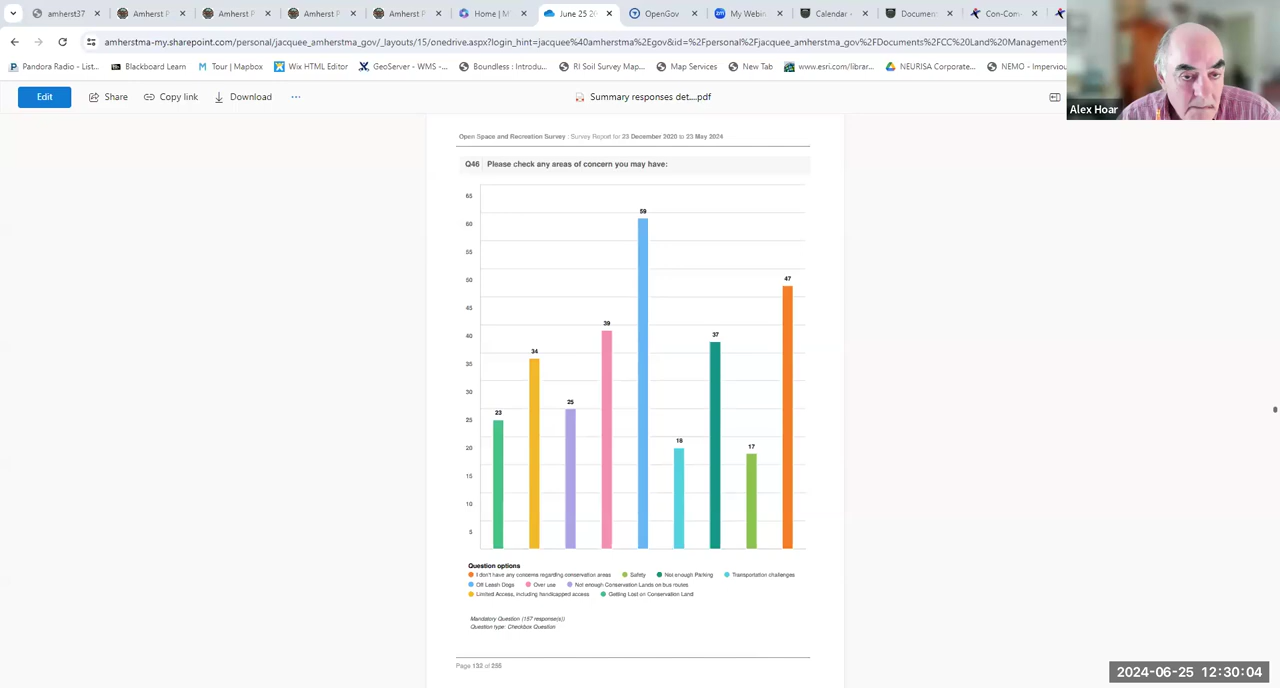 amherst37
Amherst P
Amherst P
Amherst P
Amherst P
Home | M
June 25 20
OpenGov
My Webin
Calendar
Document
Con-Com
amherstma-my.sharepoint.com/personal/jacquee_amherstma_gov/_layouts/15/onedrive.aspx?login_hint=jacquee%40amherstma%2Egov&id=%2Fpersonal%2Fjacquee_amherstma_gov%2FDocuments%2FCC%20Land%20Management
Pandora Radio - List...
Blackboard Learn
Tour | Mapbox
Wix HTML Editor
GeoServer - WMS -...
Boundless : Introdu...
RI Soil Survey Map...
Map Services
New Tab
www.esri.com/librar...
NEURISA Corporate...
NEMO - Impervious
Alex Hoar
Edit
Share
Copy link
Download
Summary responses det....pdf
Open Space and Recreation Survey : Survey Report for 23 December 2020 to 23 May 2024
Q46 Please check any areas of concern you may have:
65
60
55
50
45
40
35
30
25
20
15
10
5
23
34
25
39
59
18
37
17
47
Question options
I don't have any concerns regarding conservation areas
Safety
Not enough Parking
Transportation challenges
Off Leash Dogs
Over use
Not enough Conservation Lands on bus routes
Limited Access, including handicapped access
Getting Lost on Conservation Land
Mandatory Question (157 response(s))
Question type: Checkbox Question
Page 132 of 255
2024-06-25 12:30:04